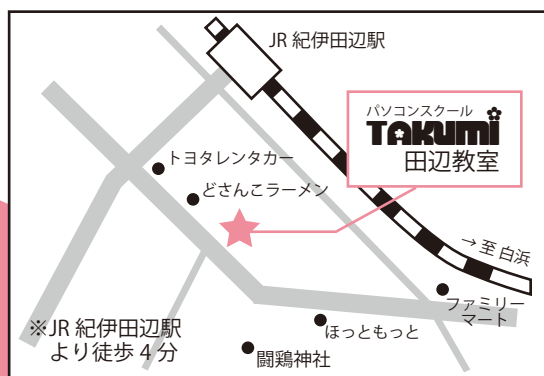 JR 紀伊田辺駅
パソコンスクール
TAKUMI
田辺教室
トヨタレンタカー
どさんこラーメン
→至 白浜
ファミリー
マート
ほっともっと
闘鶏神社
※JR 紀伊田辺駅
より徒歩 4 分